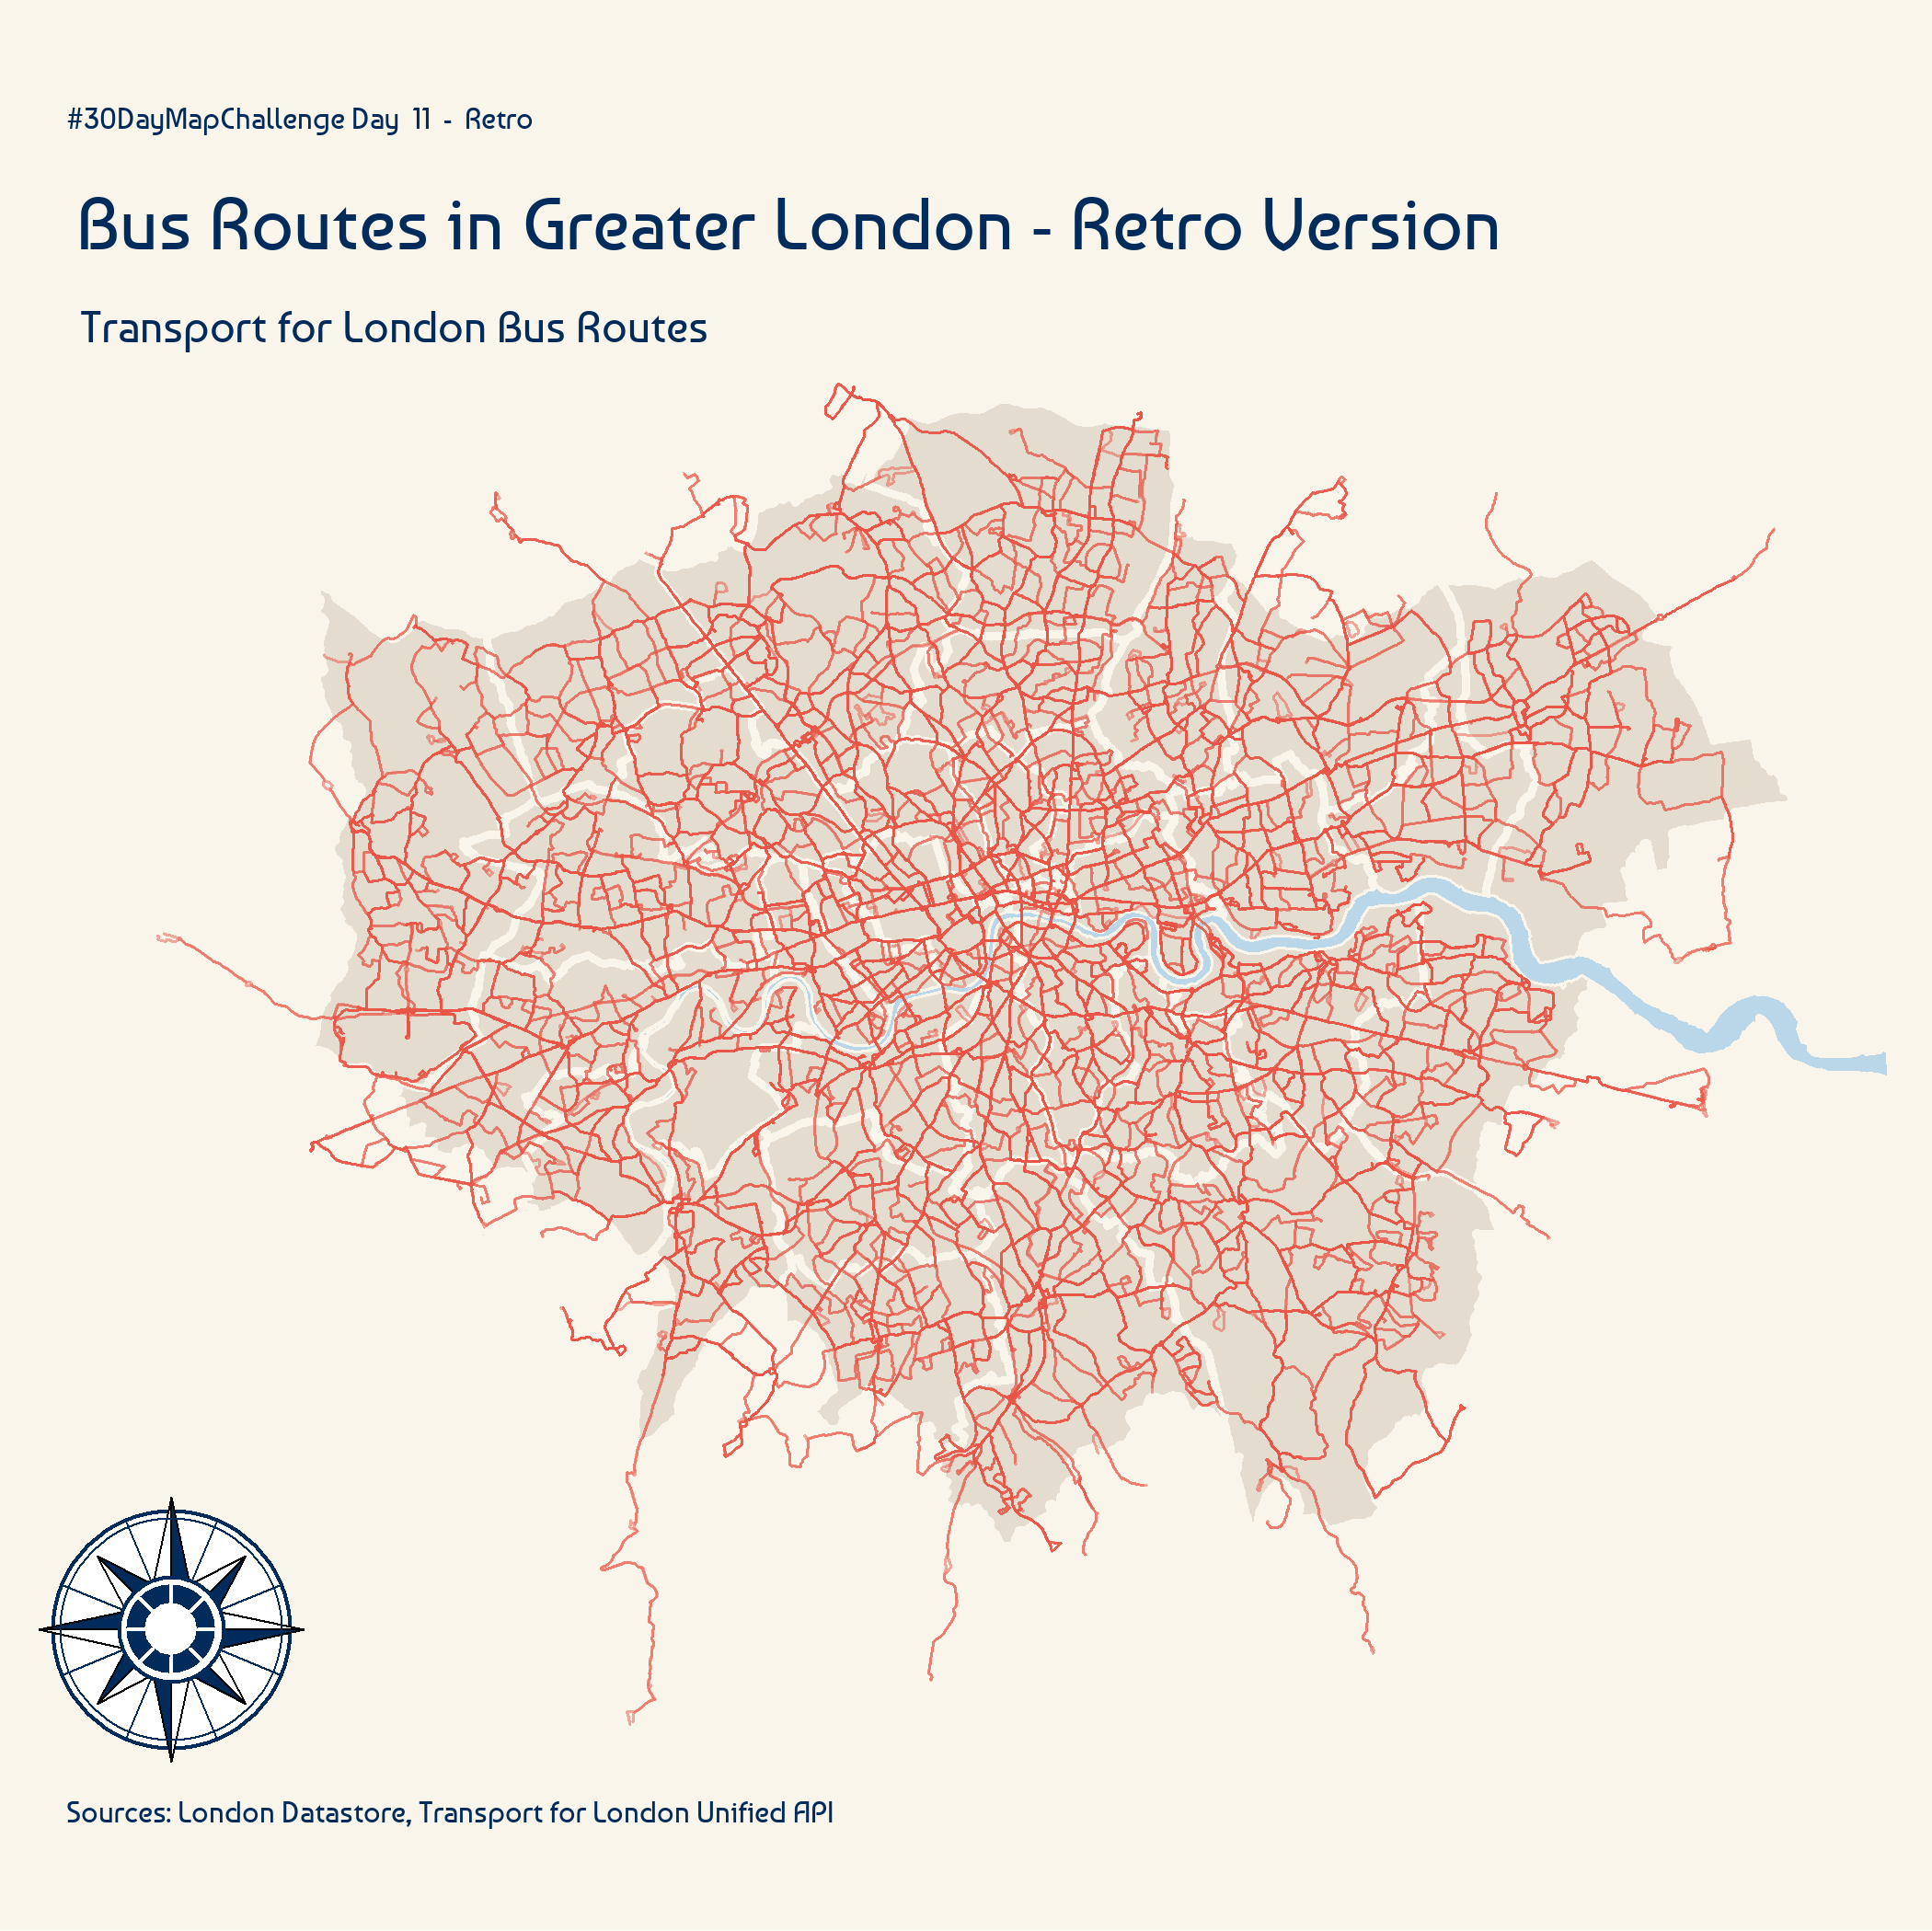 #30DayMapChallenge Day 11 - Retro
Bus Routes in Greater London - Retro Version
Transport for London Bus Routes
Sources: London Datastore, Transport for London Unified API